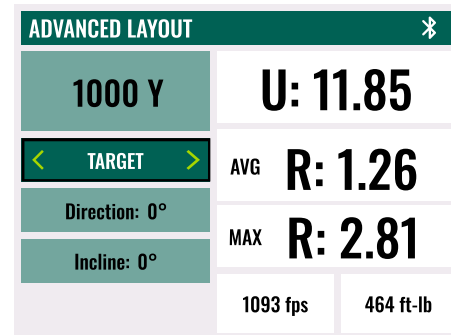 ADVANCED LAYOUT
1000 Y
TARGET
Direction: 0°
Incline: 0°
U: 11.85
AVG R: 1.26
MAX R: 2.81
1093 fps
464 ft-lb